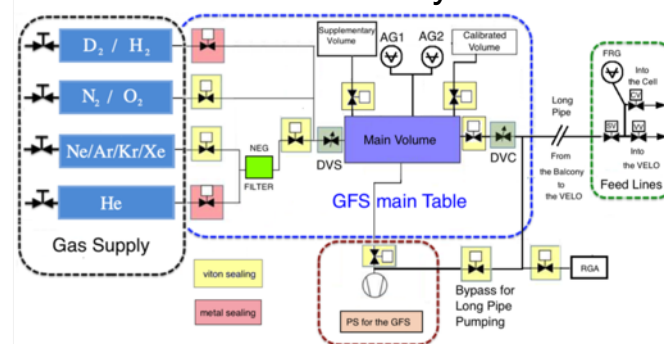 Supplementary
Volume
AG1
AG2
Calibrated
Volume
D2 / H2
N2 / O2
Ne/Ar/Kr/Xe
He
Gas Supply
NEG
FILTER
DVS
Main Volume
DVC
GFS main Table
Long
Pipe
From
the Balcony
to
the VELO
FRG
Into
the Cell
Into
the VELO
Feed Lines
viton sealing
metal sealing
PS for the GFS
Bypass for
Long Pipe
Pumping
RGA